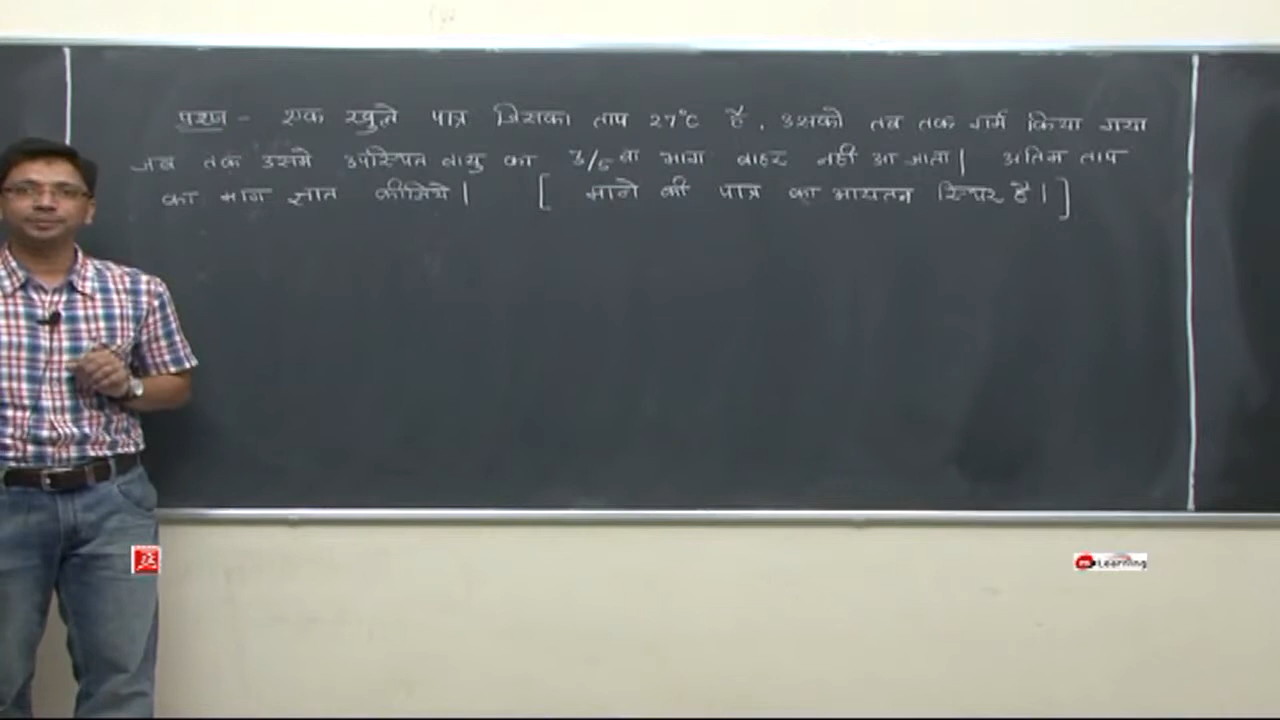 प्रश्न - एक खुले पात्र जिसका ताप 27°C है, उसको तब तक गर्म किया गया
जब तक उसमे उपस्थित वायु का 3/5 वा भाग बाहर नहीं आ जाता। अंतिम ताप
का मान ज्ञात कीजिये। [ माने की पात्र का आयतन स्थिर है। ]
Learning